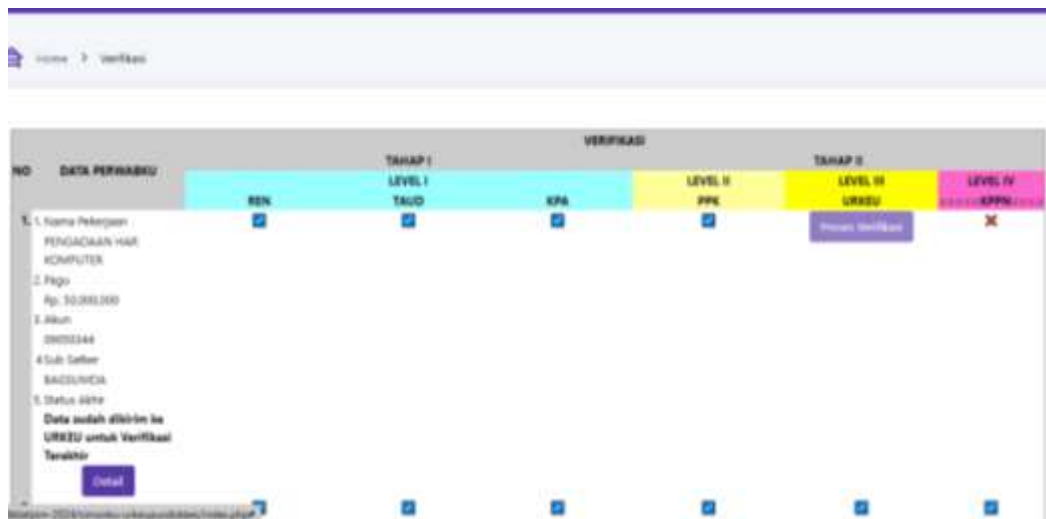 Home > Verifikasi
VERIFIKASI
NO DATA PERWABKU TAHAP I TAHAP II
LEVEL I LEVEL II LEVEL III LEVEL IV
REN TAUD KPA PPK URKEU KPPN
1. 1. Nama Pekerjaan
Proses Verifikasi
PENGADAAN HAR
KOMPUTER
2. Pagu
Rp. 50,000,000
3. Akun
4 Sub Satker
5. Status Akhir
Data sudah dikirim ke
URKEU untuk Verifikasi
Terakhir
Detail